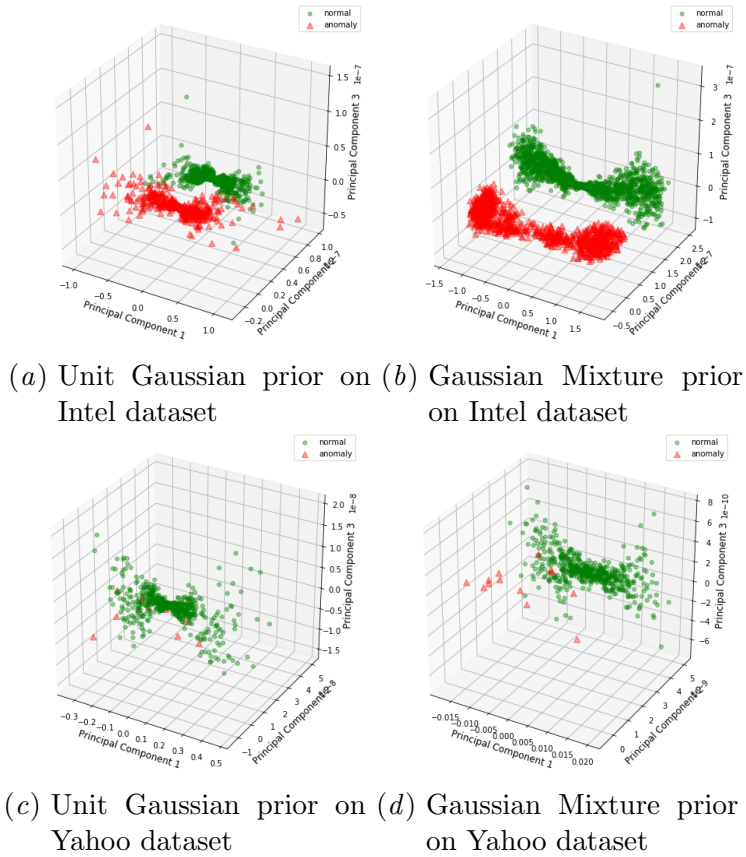 normal
anomaly
1e−7
1.5
1.0
0.5
0.0
−0.5
Principal Component 3
−1.0
−0.5
0.0
0.5
1.0
Principal Component 1
−0.2
0.0
0.2
0.4
0.6
0.8
1.0
Principal Component 2
normal
anomaly
1e−7
3
2
1
0
−1
Principal Component 3
−1.5
−1.0
−0.5
0.0
0.5
1.0
1.5
Principal Component 1
−0.5
0.0
0.5
1.0
1.5
2.0
2.5
Principal Component 2
(a) Unit Gaussian prior on
Intel dataset
(b) Gaussian Mixture prior
on Intel dataset
normal
anomaly
1e−8
2.0
1.5
1.0
0.5
0.0
−0.5
−1.0
−1.5
Principal Component 3
−0.3
−0.2
−0.1
0.0
0.1
0.2
0.3
0.4
0.5
Principal Component 1
−1
0
1
2
3
4
5
Principal Component 2
normal
anomaly
1e−10
8
6
4
2
0
−2
−4
−6
Principal Component 3
−0.015
−0.010
−0.005
0.000
0.005
0.010
0.015
0.020
Principal Component 1
0
1
2
3
4
5
Principal Component 2
(c) Unit Gaussian prior on
Yahoo dataset
(d) Gaussian Mixture prior
on Yahoo dataset